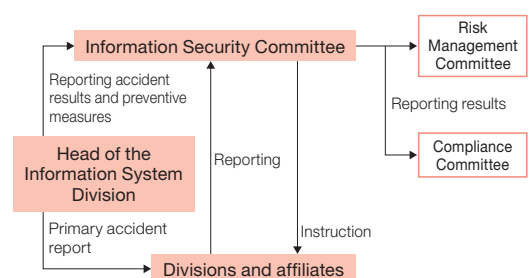 Information Security Committee
Risk
Management
Committee
Reporting accident
results and preventive
measures
Reporting results
Head of the
Information System
Division
Reporting
Compliance
Committee
Primary accident
report
Instruction
Divisions and affiliates